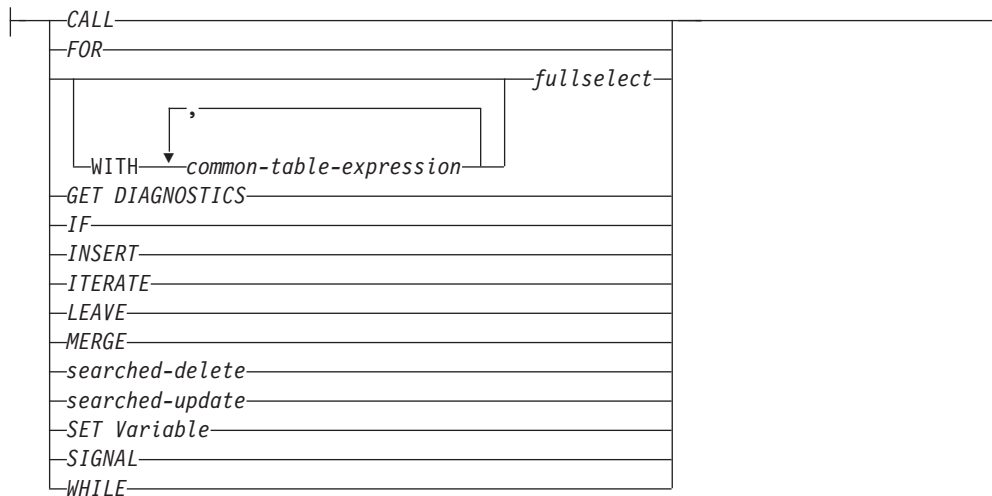 CALL
FOR
fullselect
,
WITH common-table-expression
GET DIAGNOSTICS
IF
INSERT
ITERATE
LEAVE
MERGE
searched-delete
searched-update
SET Variable
SIGNAL
WHILE